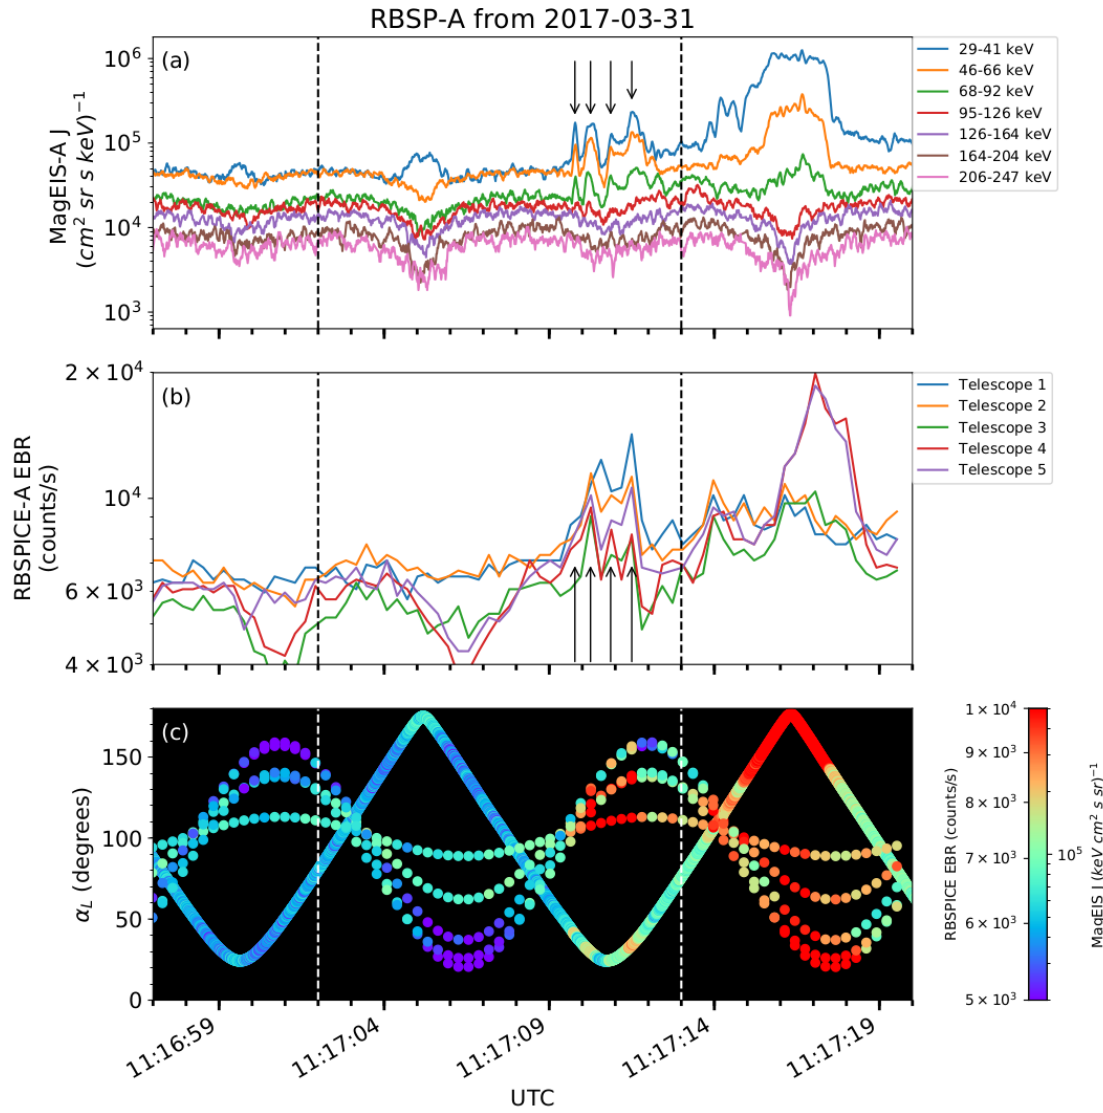 RBSP-A from 2017-03-31
(a)
10⁶
10⁵
10⁴
10³
MagEIS-A J
(cm² sr s keV)⁻¹
29-41 keV
46-66 keV
68-92 keV
95-126 keV
126-164 keV
164-204 keV
206-247 keV
(b)
2 × 10⁴
10⁴
6 × 10³
4 × 10³
RBSPICE-A EBR
(counts/s)
Telescope 1
Telescope 2
Telescope 3
Telescope 4
Telescope 5
(c)
150
100
50
0
α_L (degrees)
11:16:59
11:17:04
11:17:09
11:17:14
11:17:19
UTC
RBSPICE EBR (counts/s)
1 × 10⁴
9 × 10³
8 × 10³
7 × 10³
6 × 10³
5 × 10³
10⁵
MagEIS J (keV cm² s sr)⁻¹